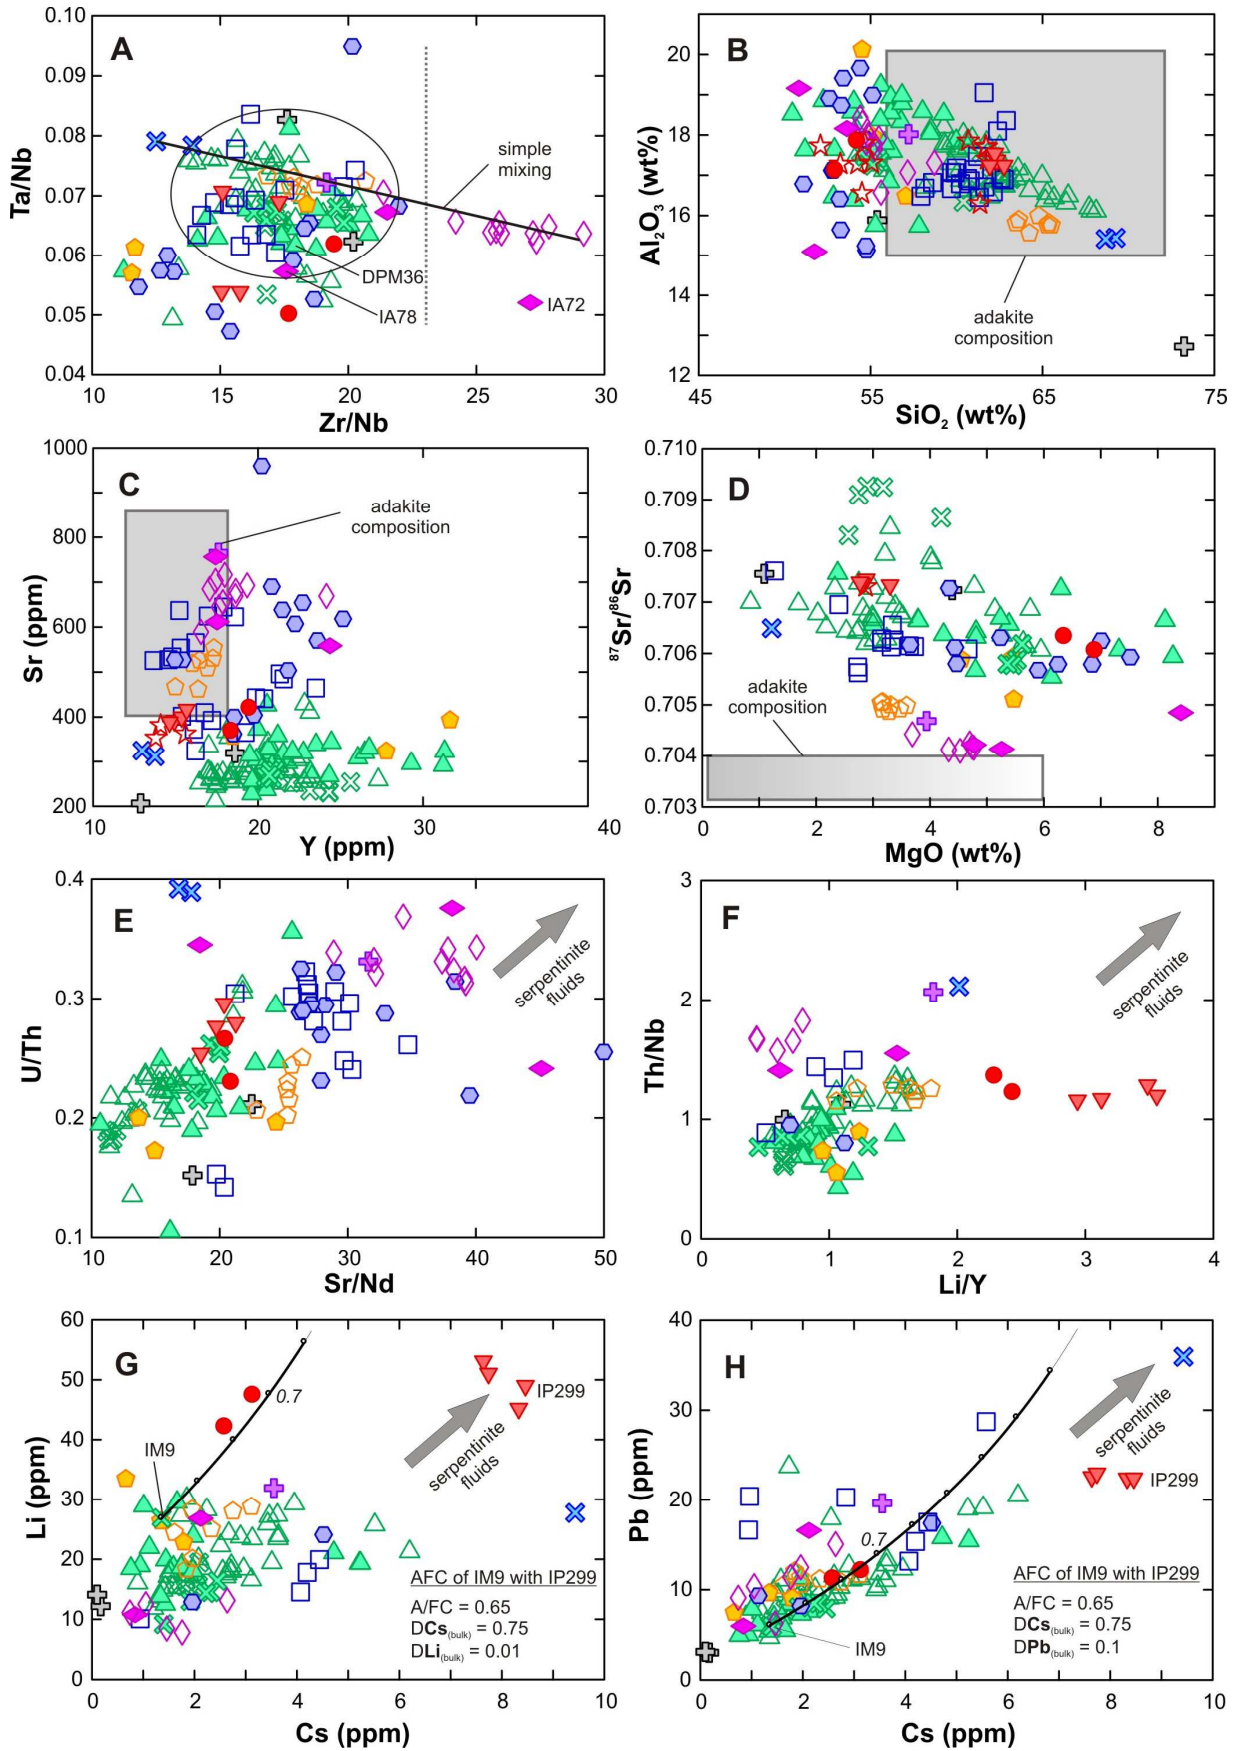 A
0.10
0.09
0.08
0.07
0.06
0.05
0.04
Ta/Nb
simple
mixing
DPM36
IA78
IA72
10
15
20
25
30
Zr/Nb
B
20
18
16
14
12
Al2O3 (wt%)
adakite
composition
45
55
65
75
SiO2 (wt%)
C
1000
800
600
400
200
Sr (ppm)
adakite
composition
10
20
30
40
Y (ppm)
D
0.710
0.709
0.708
0.707
0.706
0.705
0.704
0.703
87Sr/86Sr
adakite
composition
0
2
4
6
8
MgO (wt%)
E
0.4
0.3
0.2
0.1
U/Th
serpentinite
fluids
10
20
30
40
50
Sr/Nd
F
3
2
1
0
Th/Nb
serpentinite
fluids
0
1
2
3
4
Li/Y
G
60
50
40
30
20
10
0
Li (ppm)
0.7
IM9
IP299
serpentinite
fluids
AFC of IM9 with IP299
A/FC = 0.65
DCs(bulk) = 0.75
DLi(bulk) = 0.01
0
2
4
6
8
10
Cs (ppm)
H
40
30
20
10
0
Pb (ppm)
0.7
serpentinite
fluids
IP299
IM9
AFC of IM9 with IP299
A/FC = 0.65
DCs(bulk) = 0.75
DPb(bulk) = 0.1
0
2
4
6
8
10
Cs (ppm)